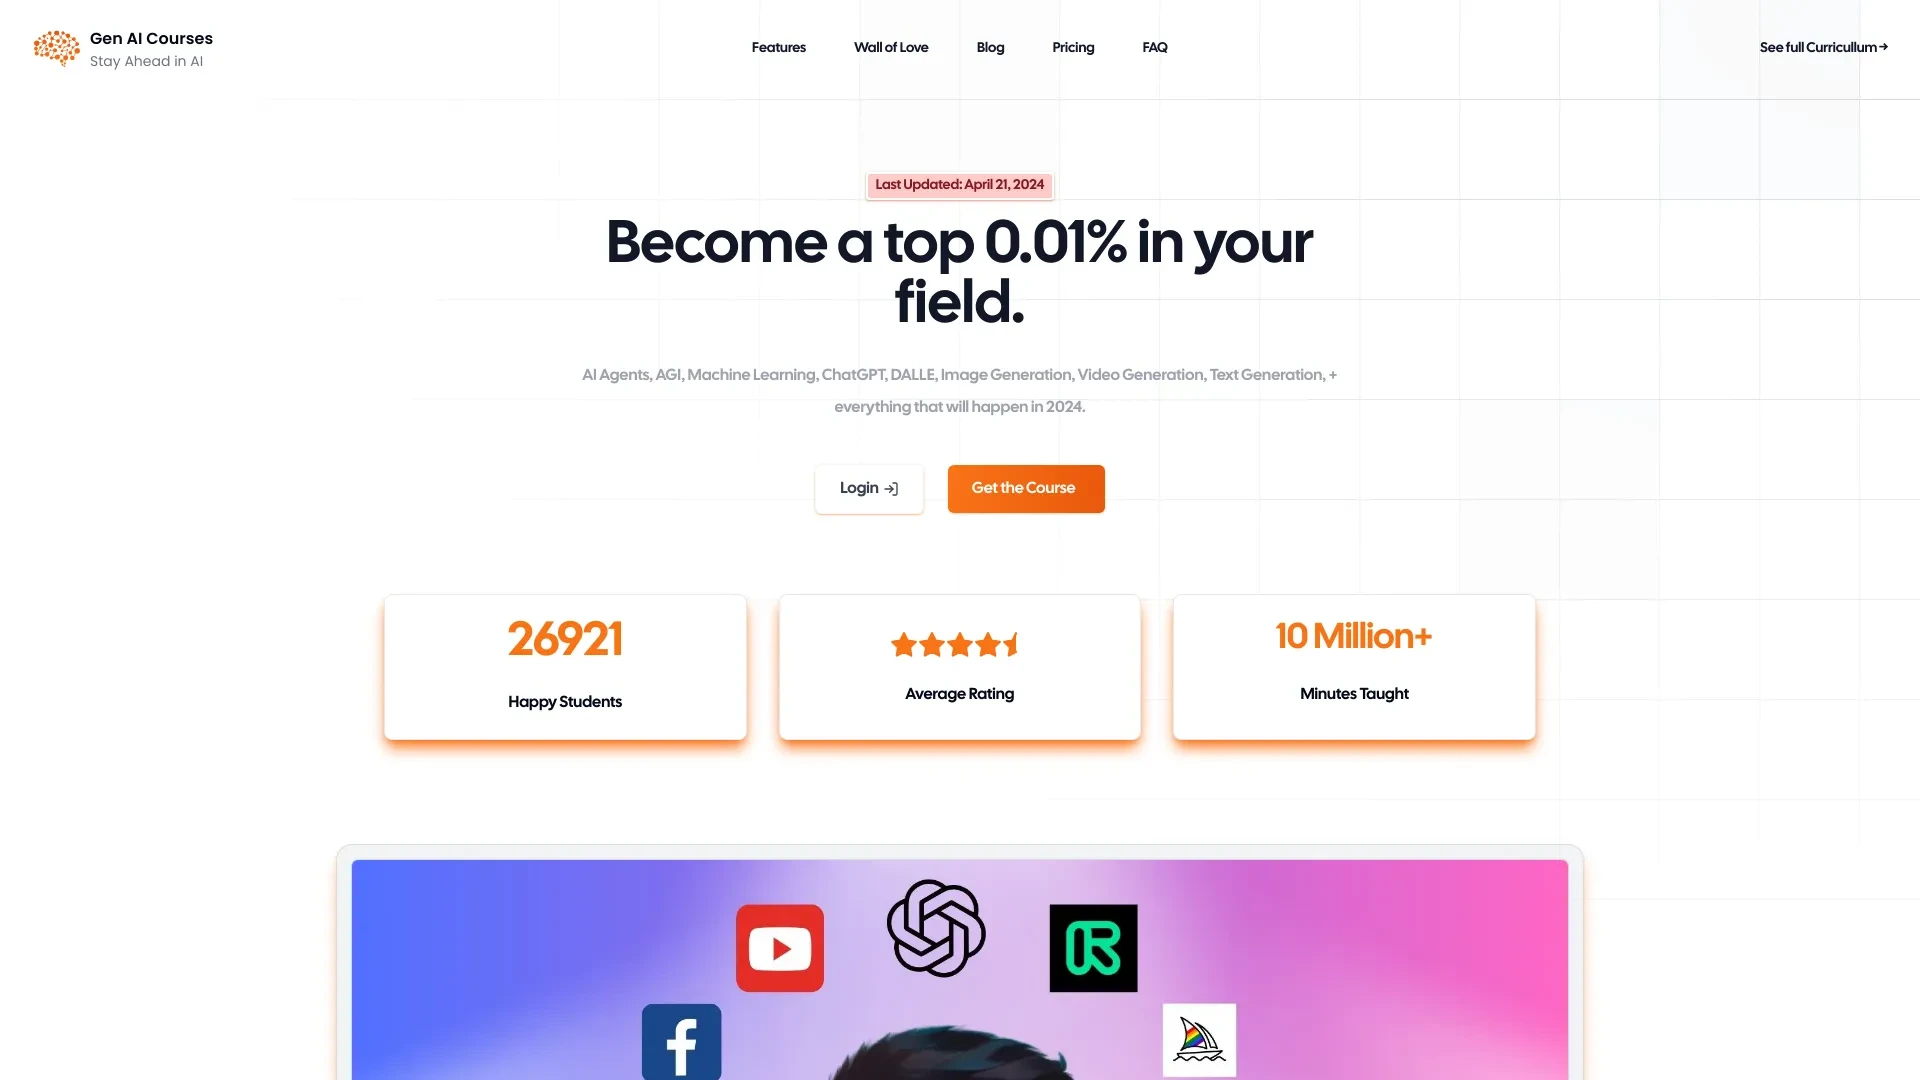 Gen AI Courses
Stay Ahead in AI
Features
Wall of Love
Blog
Pricing
FAQ
See full Curricullum→
Last Updated: April 21, 2024
Become a top 0.01% in your
field.
AI Agents, AGI, Machine Learning, ChatGPT, DALLE, Image Generation, Video Generation, Text Generation, +
everything that will happen in 2024.
Login
Get the Course
26921
Happy Students
Average Rating
10 Million+
Minutes Taught